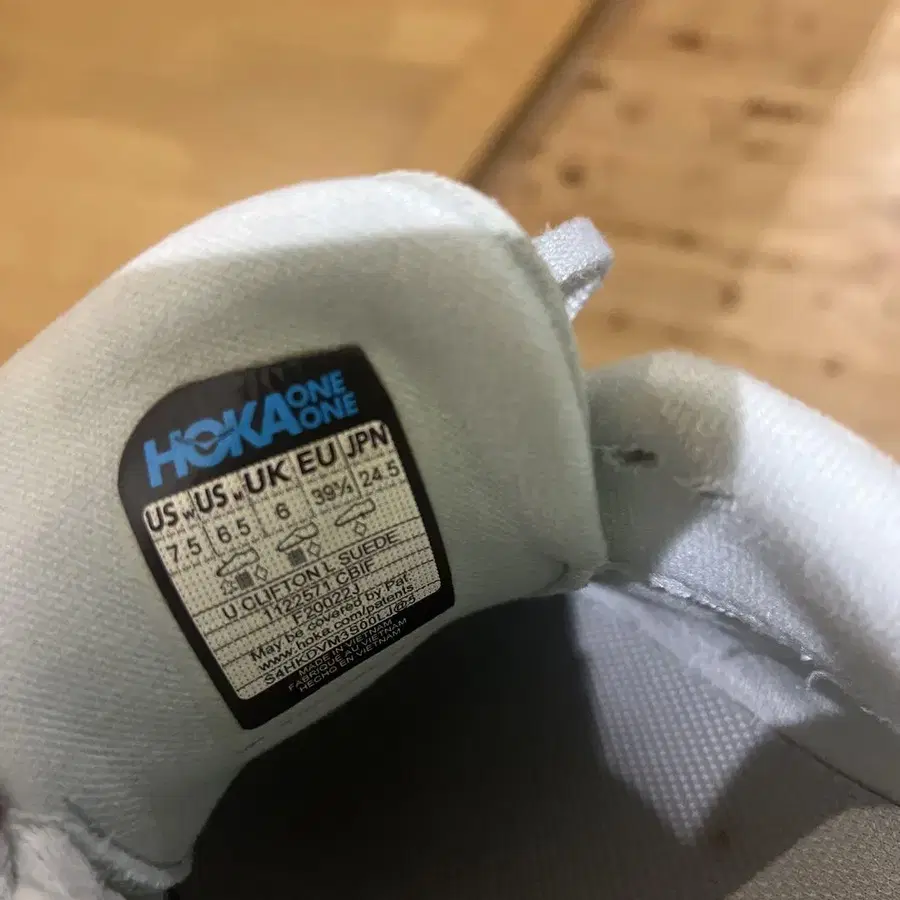 HOKA ONE ONE
US W US M UK EU JPN
7.5 6.5 6 39⅓ 24.5
U CLIFTON L SUEDE
1122571 CBIF
F20022J
May be covered by Pat.
www.hoka.com/patents
MADE IN VIETNAM
FABRIQUE AU VIETNAM
HECHO EN VIETNAM